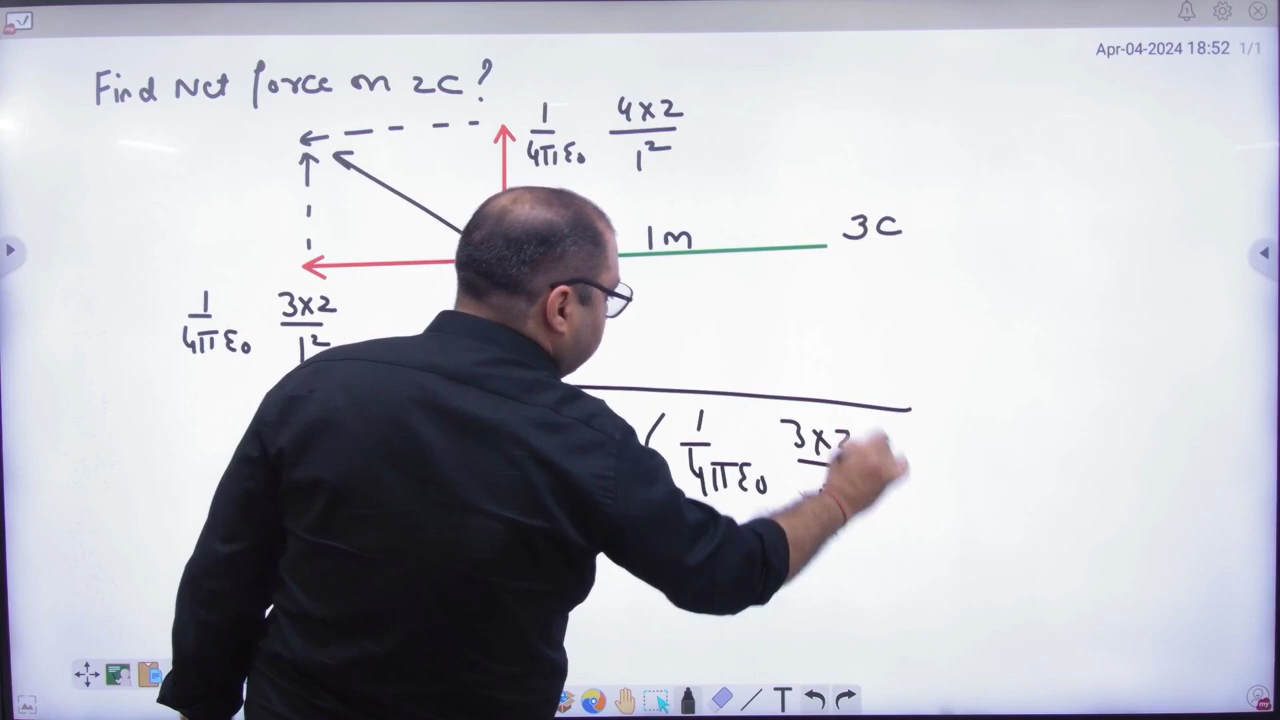 Apr-04-2024 18:52 1/1
Find Net force on 2C?
1/4πε₀ 4×2/1²
1m 3C
1/4πε₀ 3×2/1²
( 1/4πε₀ 3×2
T